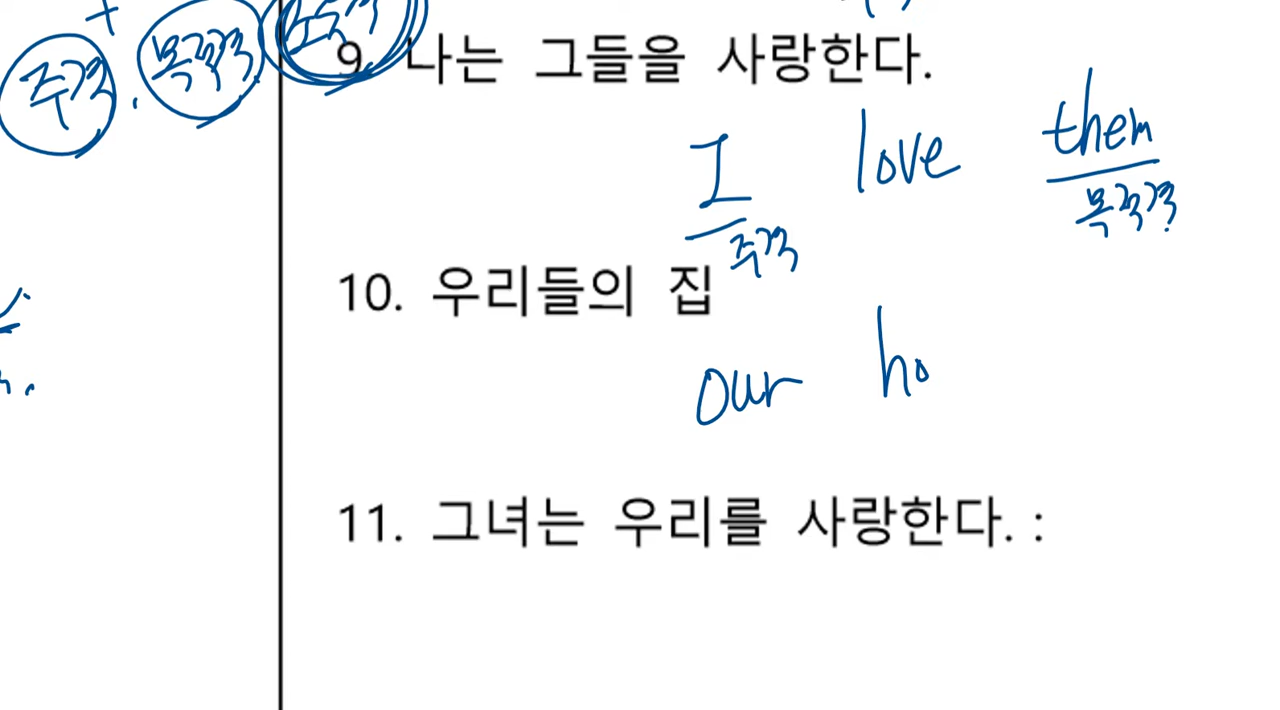 주격, 목적격
9. 나는 그들을 사랑한다.
I love them
주격 목적격
10. 우리들의 집
our ho
11. 그녀는 우리를 사랑한다. :